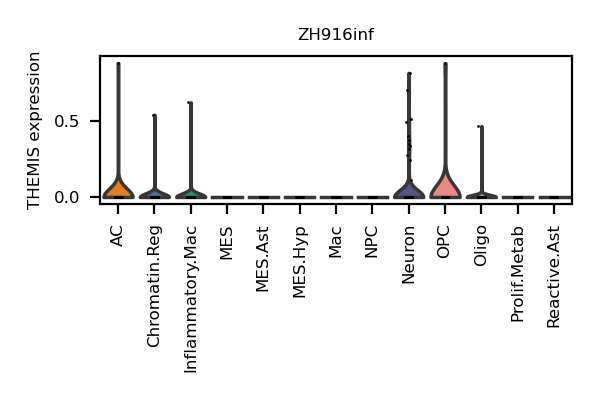 ZH916inf
THEMIS expression
0.5
0.0
AC
Chromatin.Reg
Inflammatory.Mac
MES
MES.Ast
MES.Hyp
Mac
NPC
Neuron
OPC
Oligo
Prolif.Metab
Reactive.Ast